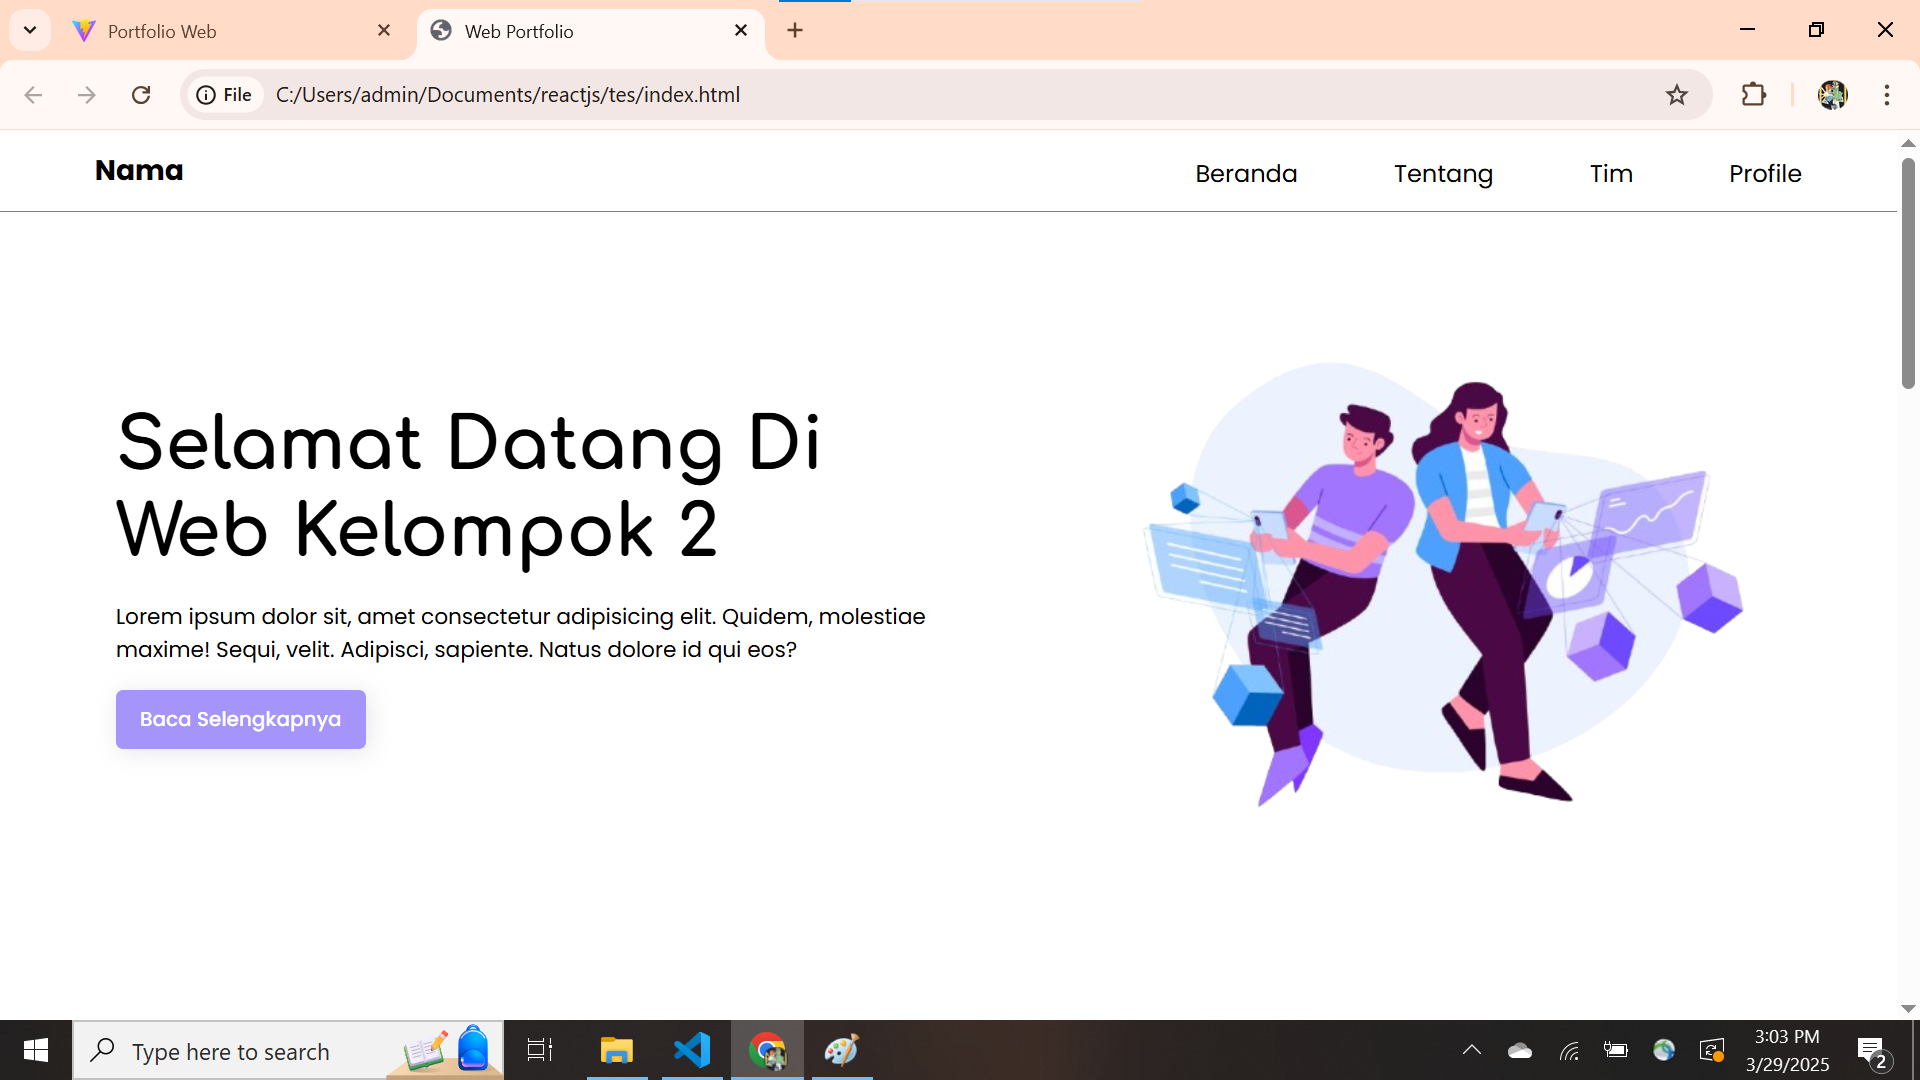 Portfolio Web
Web Portfolio
File
C:/Users/admin/Documents/reactjs/tes/index.html
Nama
Beranda
Tentang
Tim
Profile
Selamat Datang Di
Web Kelompok 2
Lorem ipsum dolor sit, amet consectetur adipisicing elit. Quidem, molestiae
maxime! Sequi, velit. Adipisci, sapiente. Natus dolore id qui eos?
Baca Selengkapnya
Type here to search
3:03 PM
3/29/2025
2